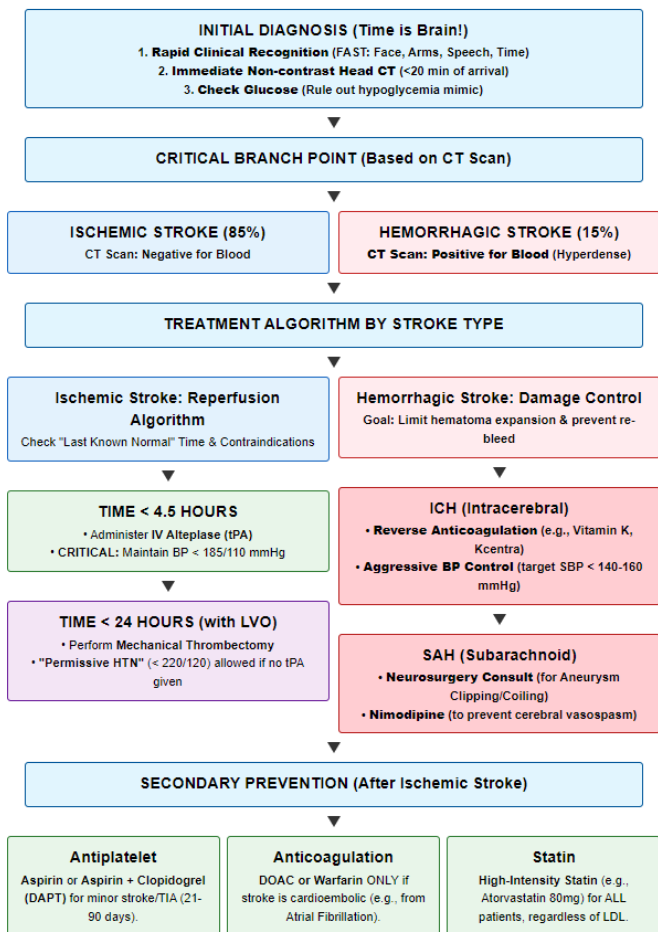 INITIAL DIAGNOSIS (Time is Brain!)
1. Rapid Clinical Recognition (FAST: Face, Arms, Speech, Time)
2. Immediate Non-contrast Head CT (<20 min of arrival)
3. Check Glucose (Rule out hypoglycemia mimic)
CRITICAL BRANCH POINT (Based on CT Scan)
ISCHEMIC STROKE (85%)
CT Scan: Negative for Blood
HEMORRHAGIC STROKE (15%)
CT Scan: Positive for Blood (Hyperdense)
TREATMENT ALGORITHM BY STROKE TYPE
Ischemic Stroke: Reperfusion
Algorithm
Check "Last Known Normal" Time & Contraindications
Hemorrhagic Stroke: Damage Control
Goal: Limit hematoma expansion & prevent re-
bleed
TIME < 4.5 HOURS
• Administer IV Alteplase (tPA)
• CRITICAL: Maintain BP < 185/110 mmHg
ICH (Intracerebral)
• Reverse Anticoagulation (e.g., Vitamin K,
Kcentra)
• Aggressive BP Control (target SBP < 140-160
mmHg)
TIME < 24 HOURS (with LVO)
• Perform Mechanical Thrombectomy
• "Permissive HTN" (< 220/120) allowed if no tPA
given
SAH (Subarachnoid)
• Neurosurgery Consult (for Aneurysm
Clipping/Coiling)
• Nimodipine (to prevent cerebral vasospasm)
SECONDARY PREVENTION (After Ischemic Stroke)
Antiplatelet
Aspirin or Aspirin + Clopidogrel
(DAPT) for minor stroke/TIA (21-
90 days).
Anticoagulation
DOAC or Warfarin ONLY if
stroke is cardioembolic (e.g., from
Atrial Fibrillation).
Statin
High-Intensity Statin (e.g.,
Atorvastatin 80mg) for ALL
patients, regardless of LDL.